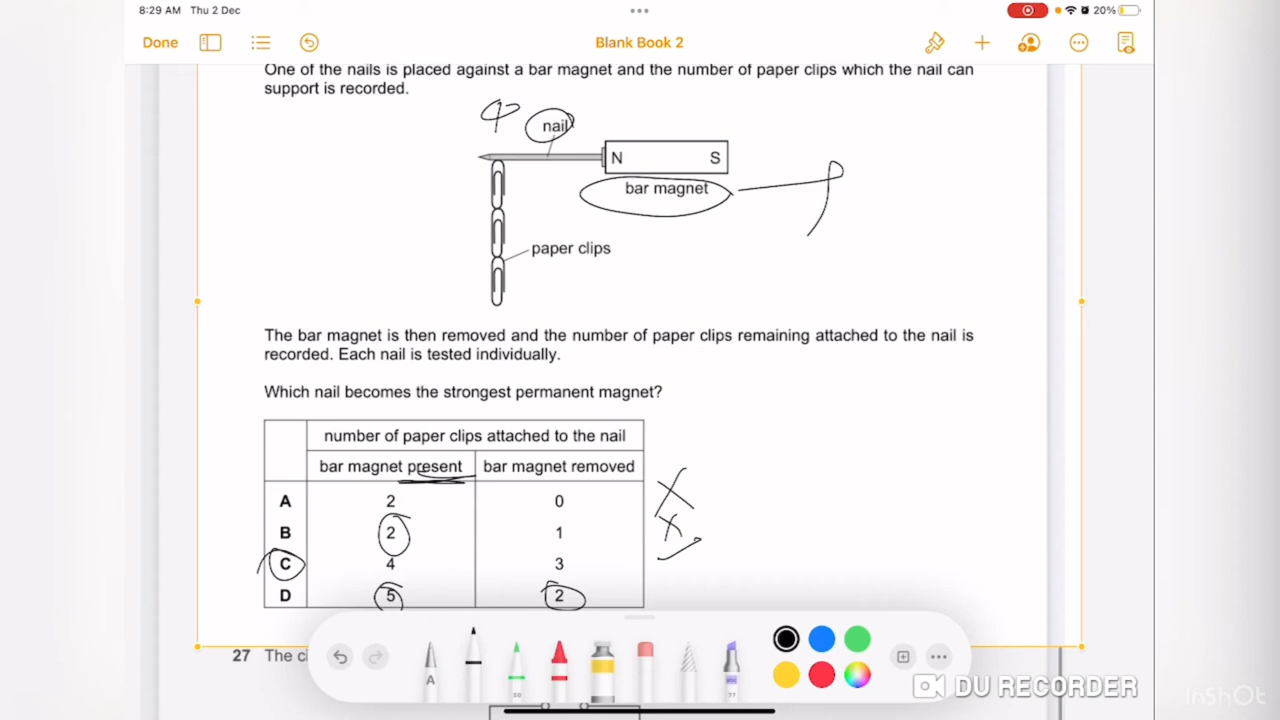 8:29 AM Thu 2 Dec
20%
Done
Blank Book 2
One of the nails is placed against a bar magnet and the number of paper clips which the nail can
support is recorded.
nail
N S
bar magnet
paper clips
The bar magnet is then removed and the number of paper clips remaining attached to the nail is
recorded. Each nail is tested individually.
Which nail becomes the strongest permanent magnet?
number of paper clips attached to the nail
bar magnet present bar magnet removed
A 2 0
B 2 1
C 4 3
D 5 2
27 The ci
A
50
77
DU RECORDER
InShOt